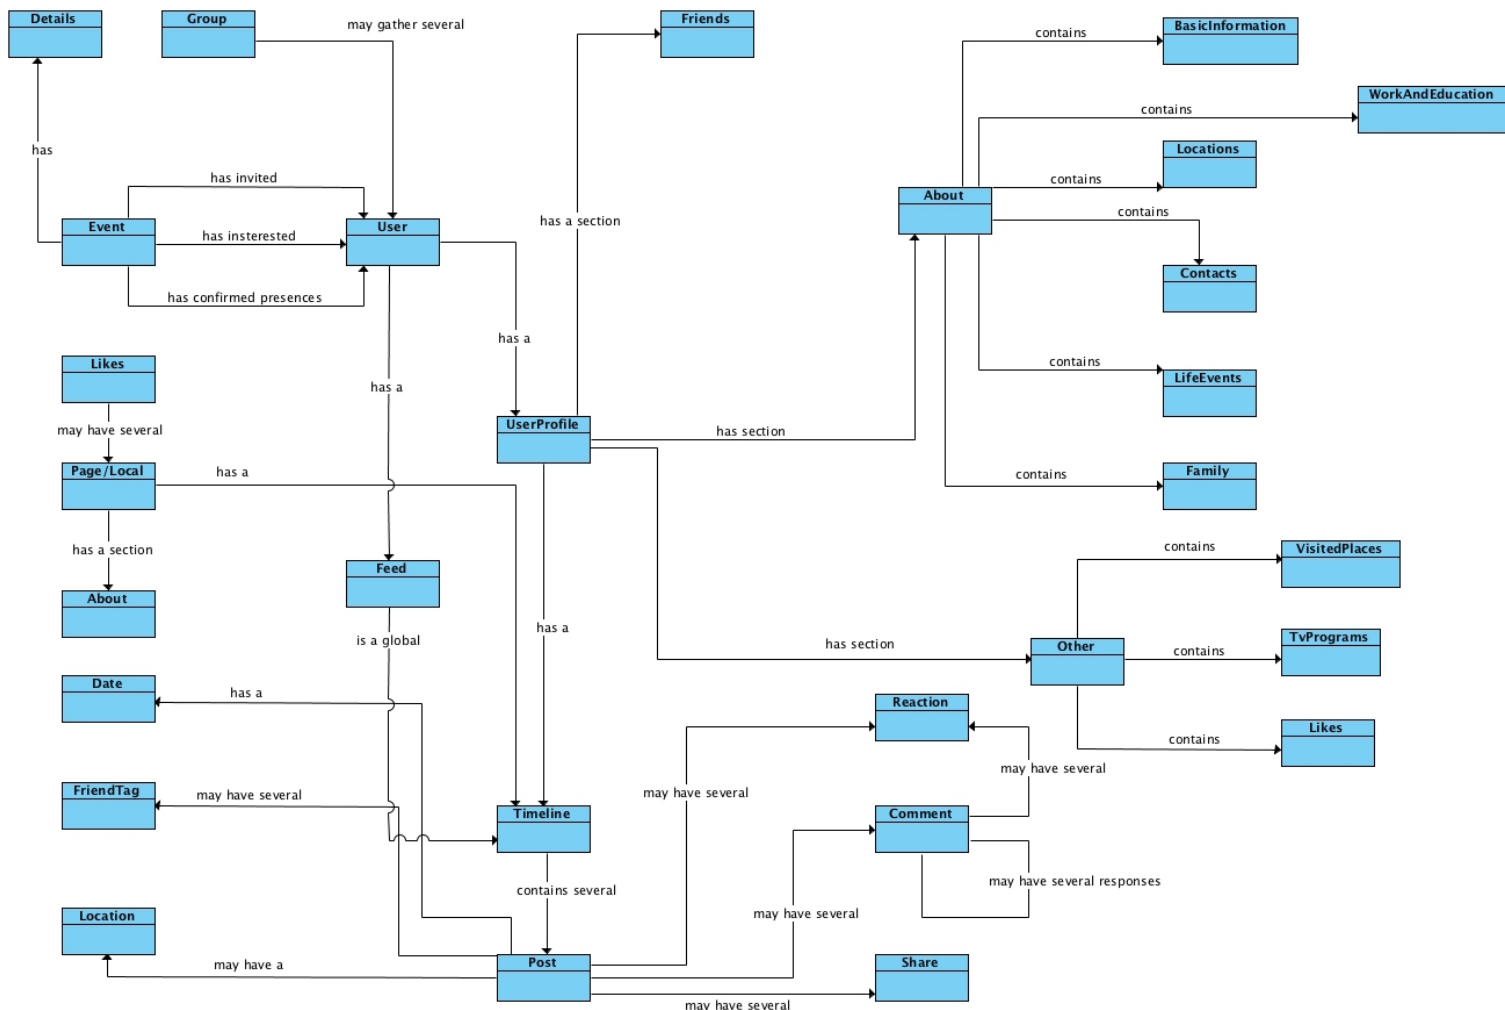 Details
Group
may gather several
Friends
BasicInformation
contains
WorkAndEducation
contains
Locations
has
has invited
contains
About
contains
Event
has insterested
User
has a section
Contacts
has confirmed presences
has a
Likes
contains
LifeEvents
has a
may have several
UserProfile
has section
Page/Local
has a
contains
Family
has a section
contains
VisitedPlaces
Feed
About
is a global
has a
has section
Other
contains
TvPrograms
Date
has a
Reaction
Likes
contains
may have several
FriendTag
may have several
may have several
Timeline
Comment
contains several
may have several responses
Location
may have several
may have a
Post
Share
may have several